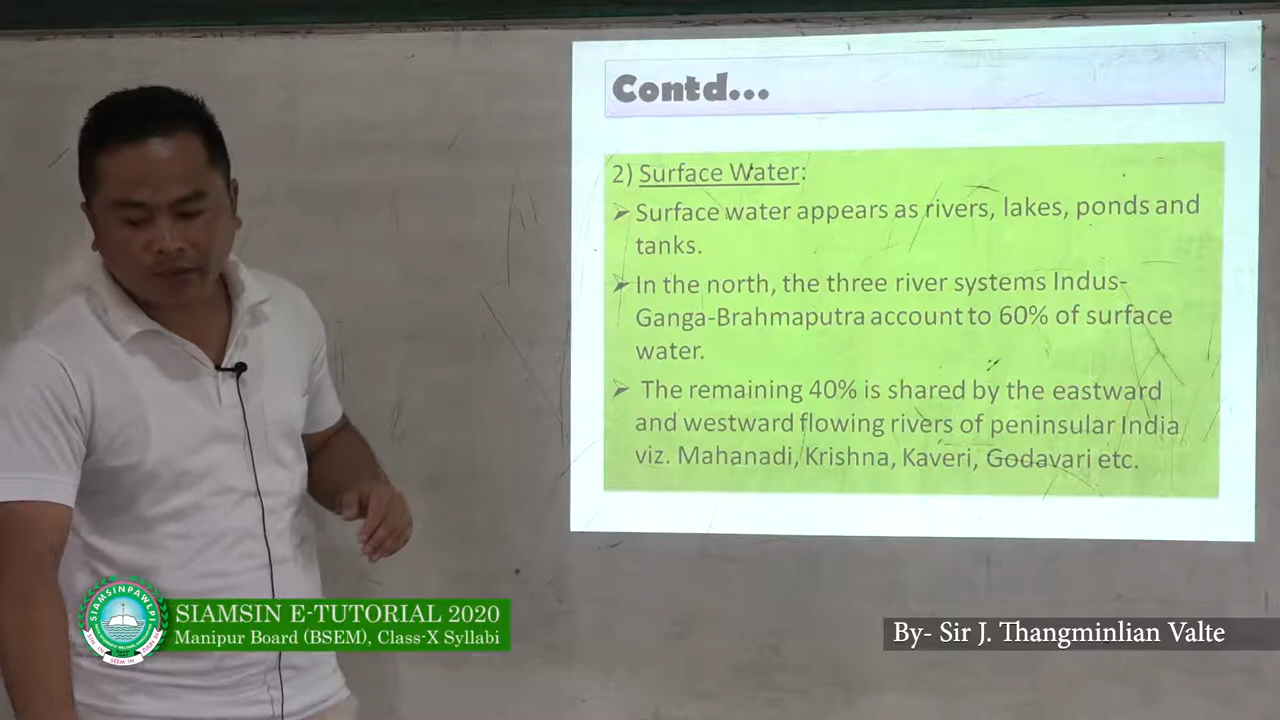 Contd...
2) Surface Water:
➢ Surface water appears as rivers, lakes, ponds and
tanks.
➢ In the north, the three river systems Indus-
Ganga-Brahmaputra account to 60% of surface
water.
➢ The remaining 40% is shared by the eastward
and westward flowing rivers of peninsular India
viz. Mahanadi, Krishna, Kaveri, Godavari etc.
SIAMSINPAWLPI
SEEM IN
SIAMSIN E-TUTORIAL 2020
Manipur Board (BSEM), Class-X Syllabi
By- Sir J. Thangminlian Valte